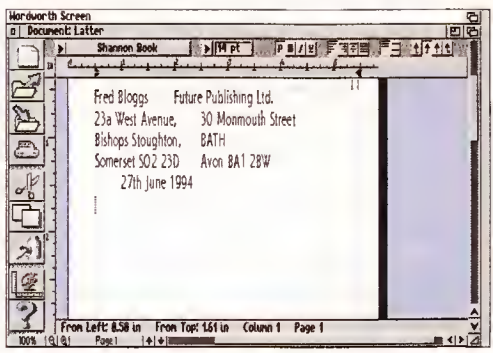 Wordworth Screen
Document: Latter
Shannon Book 14 pt P B I U
Fred Bloggs Future Publishing Ltd.
23a West Avenue, 30 Monmouth Street
Bishops Stoughton, BATH
Somerset SO2 23D Avon BA1 2BW
27th June 1994
From Left: 8.58 in From Top: 1.61 in Column 1 Page 1
100% Page 1